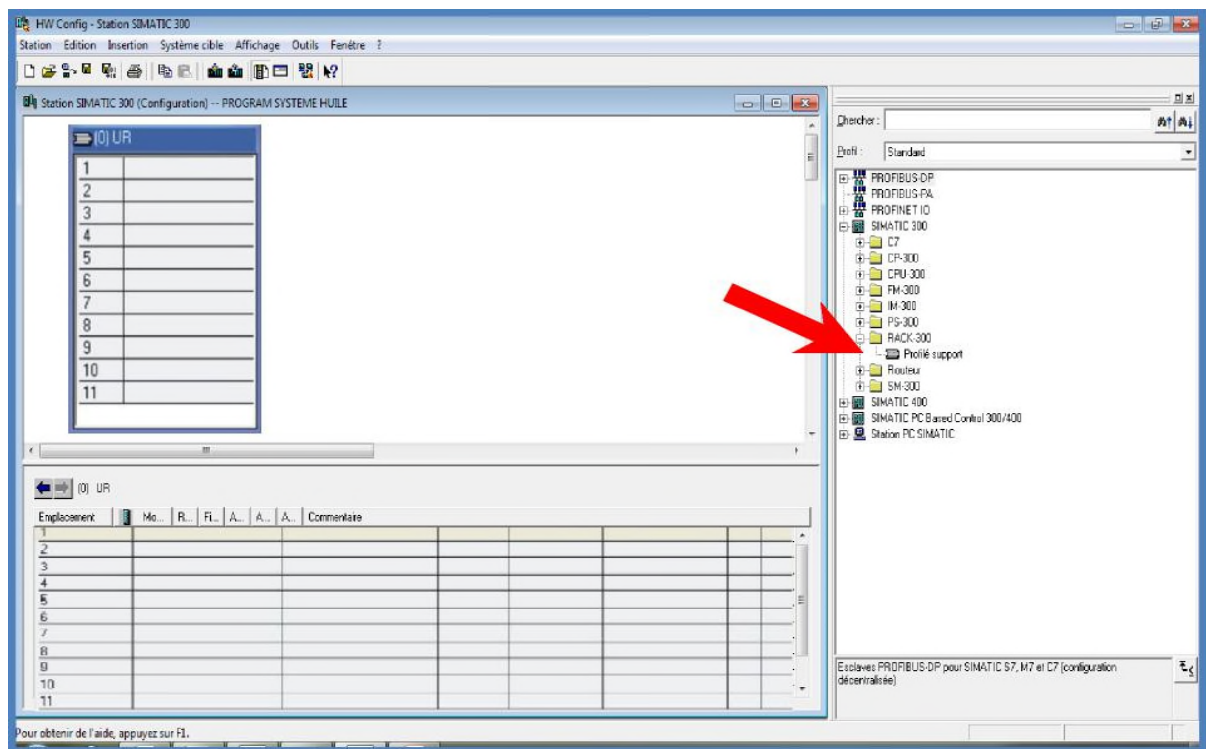 HW Config - Station SIMATIC 300
Station Edition Insertion Système cible Affichage Outils Fenêtre ?
Station SIMATIC 300 (Configuration) -- PROGRAM SYSTEME HUILE
(0) UR
1
2
3
4
5
6
7
8
9
10
11
(0) UR
Emplacement Mo... R... Fi... A... A... A... Commentaire
1
2
3
4
5
6
7
8
9
10
11
Chercher :
Profil : Standard
PROFIBUS-DP
PROFIBUS-PA
PROFINET IO
SIMATIC 300
C7
CP-300
CPU-300
FM-300
IM-300
PS-300
RACK-300
Profilé support
Routeur
SM-300
SIMATIC 400
SIMATIC PC Based Control 300/400
Station PC SIMATIC
Esclaves PROFIBUS-DP pour SIMATIC S7, M7 et C7 (configuration
décentralisée)
Pour obtenir de l'aide, appuyez sur F1.